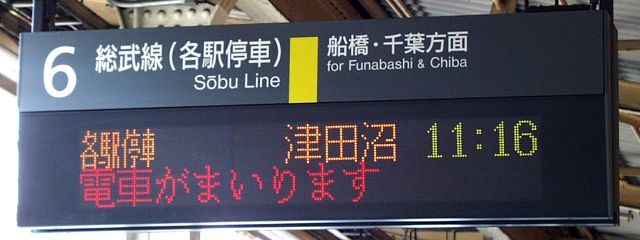 6 総武線(各駅停車) 船橋・千葉方面
Sōbu Line for Funabashi & Chiba
各駅停車 津田沼 11:16
電車がまいります